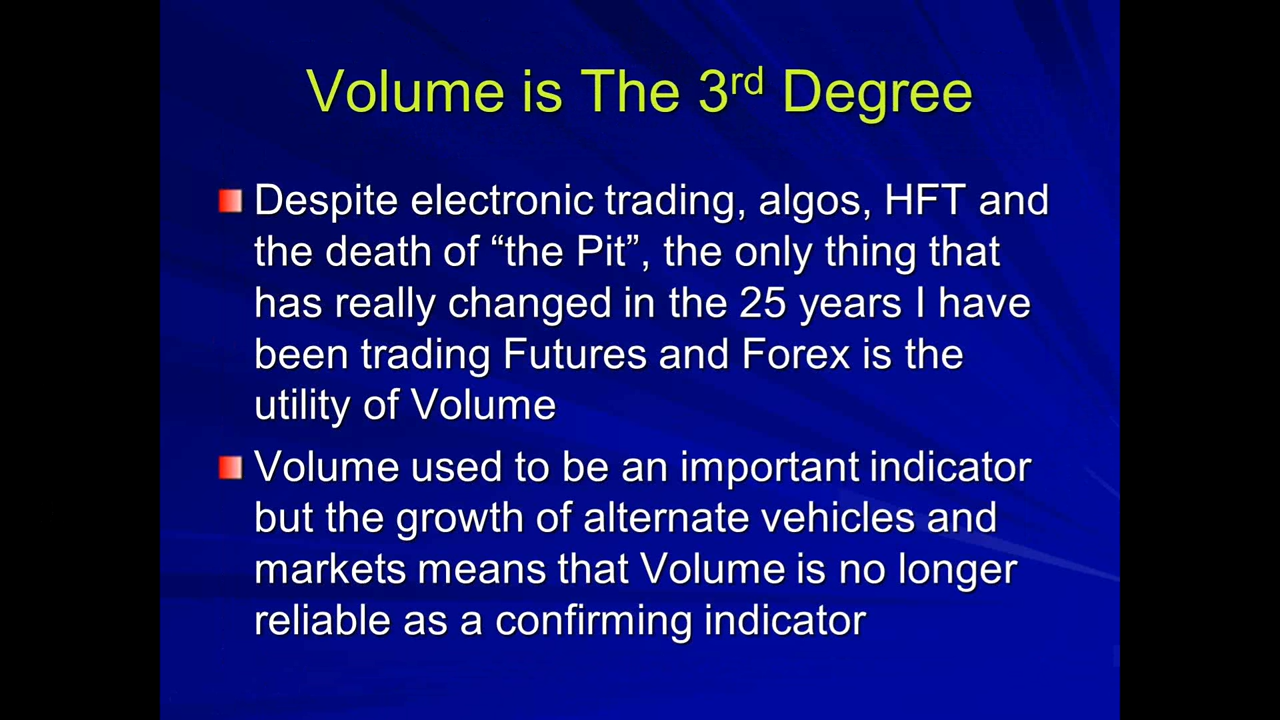 Volume is The 3rd Degree
Despite electronic trading, algos, HFT and
the death of “the Pit”, the only thing that
has really changed in the 25 years I have
been trading Futures and Forex is the
utility of Volume
Volume used to be an important indicator
but the growth of alternate vehicles and
markets means that Volume is no longer
reliable as a confirming indicator